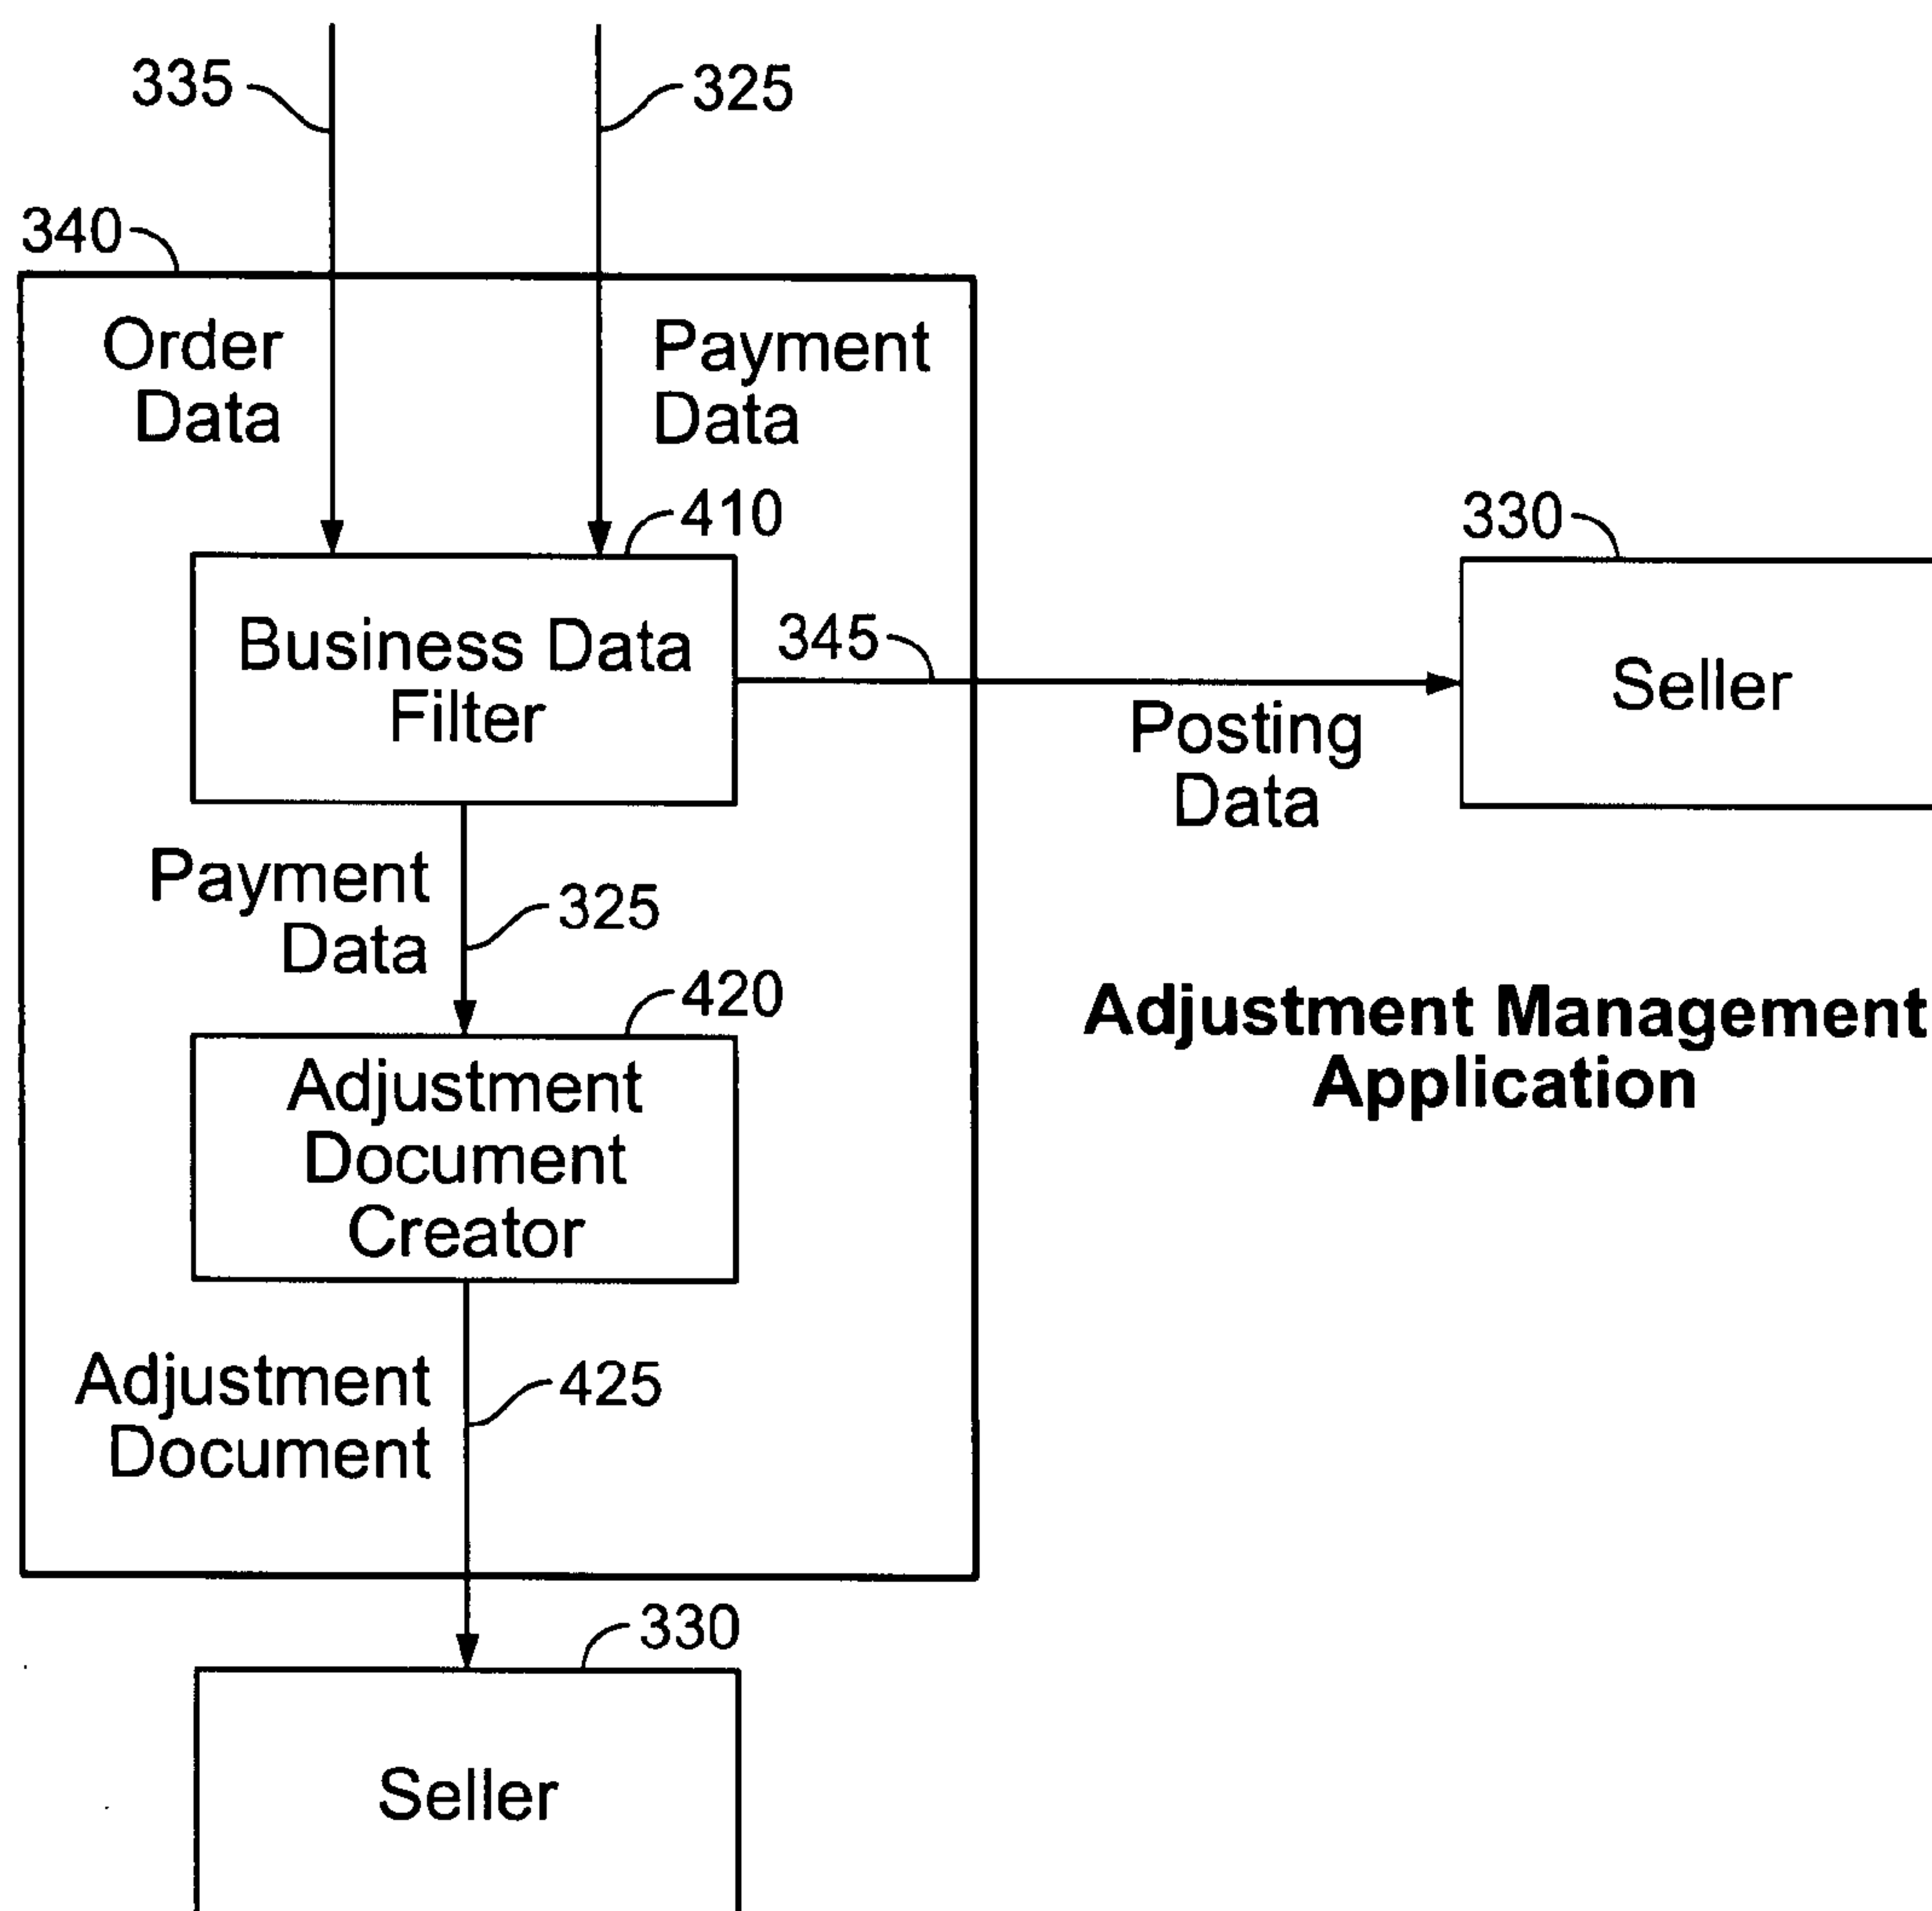 335
325
340
Order
Data
Payment
Data
410
Business Data
Filter
345
330
Seller
Posting
Data
Payment
Data
325
420
Adjustment
Document
Creator
Adjustment Management
Application
Adjustment
Document
425
330
Seller